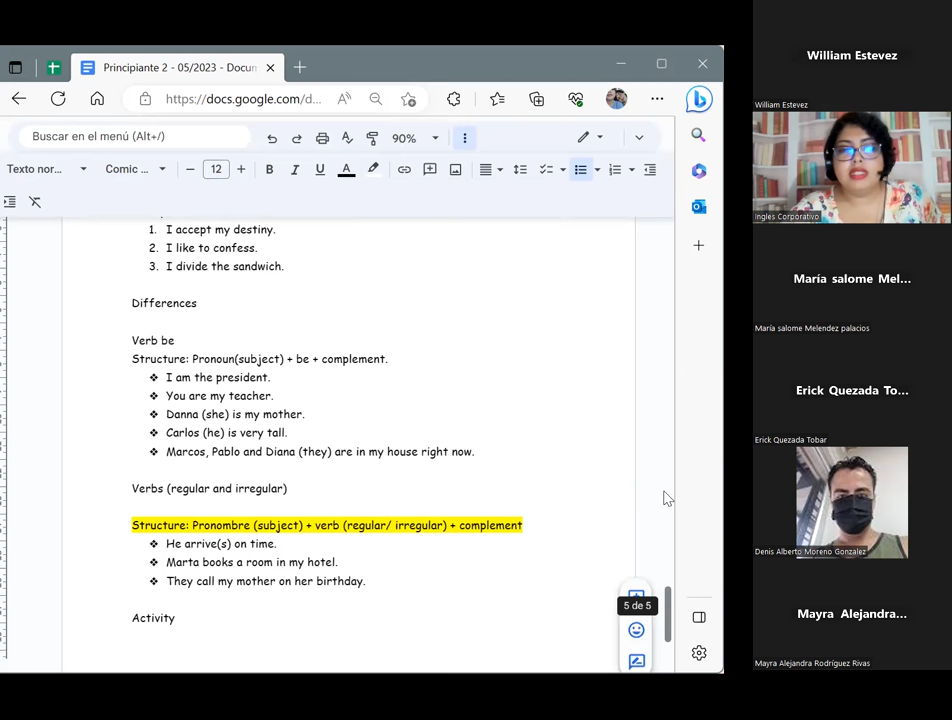 Principiante 2 - 05/2023 - Docum
https://docs.google.com/d...
Buscar en el menú (Alt+/)
90%
Texto nor...
Comic ...
12
1. I accept my destiny.
2. I like to confess.
3. I divide the sandwich.
Differences
Verb be
Structure: Pronoun(subject) + be + complement.
❖ I am the president.
❖ You are my teacher.
❖ Danna (she) is my mother.
❖ Carlos (he) is very tall.
❖ Marcos, Pablo and Diana (they) are in my house right now.
Verbs (regular and irregular)
Structure: Pronombre (subject) + verb (regular/ irregular) + complement
❖ He arrive(s) on time.
❖ Marta books a room in my hotel.
❖ They call my mother on her birthday.
5 de 5
Activity
William Estevez
William Estevez
Ingles Corporativo
María salome Mel...
María salome Melendez palacios
Erick Quezada To...
Erick Quezada Tobar
Denis Alberto Moreno Gonzalez
Mayra Alejandra...
Mayra Alejandra Rodríguez Rivas